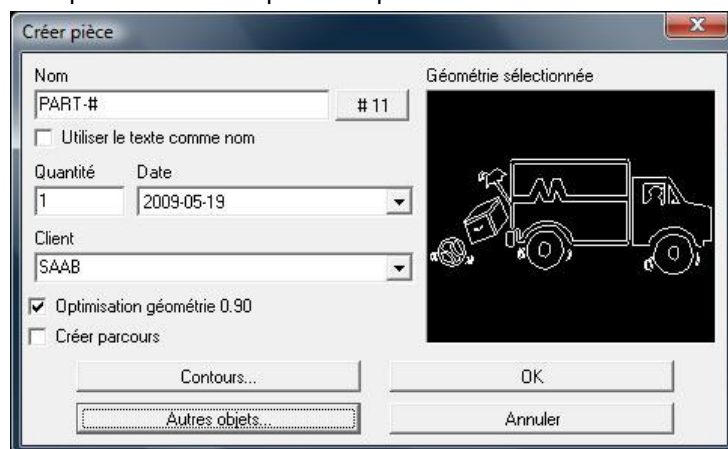 Créer pièce
Nom
PART-#
# 11
Utiliser le texte comme nom
Quantité Date
1 2009-05-19
Client
SAAB
Optimisation géométrie 0.90
Créer parcours
Géométrie sélectionnée
Contours...
OK
Autres objets...
Annuler